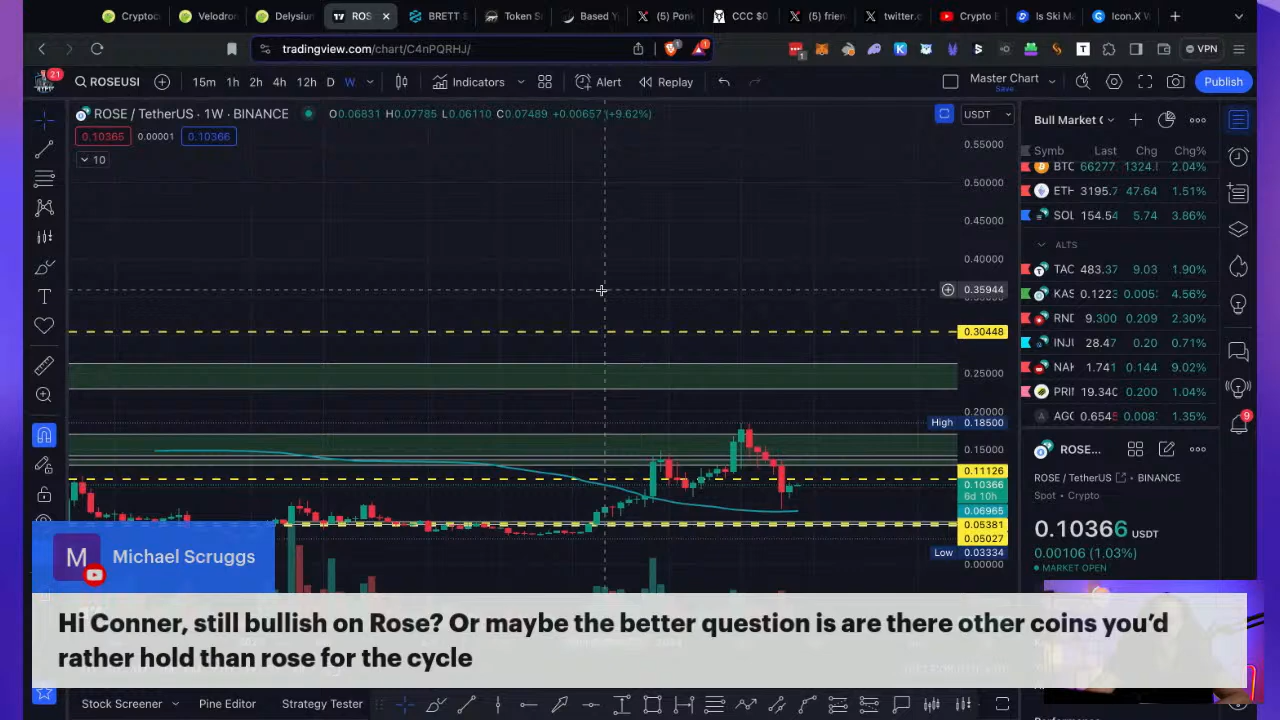 Cryptoc
Velodron
Delysiun
ROS
BRETT $
Token Sa
Based Yu
(5) Ponk
CCC $0
(5) frien
twitter.c
Crypto E
Is Ski M
Icon.X W
tradingview.com/chart/C4nPQRHJ/
VPN
21
ROSEUSI
15m 1h 2h 4h 12h D W
Indicators
Alert
Replay
Master Chart
Save
Publish
ROSE / TetherUS · 1W · BINANCE
O0.06831 H0.07785 L0.06110 C0.07489 +0.00657 (+9.62%)
USDT
0.10365 0.00001 0.10366
10
0.55000
0.50000
0.45000
0.40000
0.35944
0.30448
0.25000
0.20000
High 0.18500
0.15000
0.11126
0.10366
6d 10h
0.06965
0.05381
0.05027
Low 0.03334
0.00000
Bull Market C
Symb Last Chg Chg%
BTC 66277 1324. 2.04%
ETH 3195.7 47.64 1.51%
SOL 154.54 5.74 3.86%
ALTS
TAO 483.37 9.03 1.90%
KAS 0.1223 0.005 4.56%
RND 9.300 0.209 2.30%
INJ 28.47 0.20 0.71%
NAK 1.741 0.144 9.02%
PRI 19.340 0.200 1.04%
AG 0.654 0.008 1.35%
9
ROSE...
ROSE / TetherUS · BINANCE
Spot · Crypto
0.10366 USDT
0.00106 (1.03%)
MARKET OPEN
M
Michael Scruggs
Hi Conner, still bullish on Rose? Or maybe the better question is are there other coins you'd
rather hold than rose for the cycle
Stock Screener
Pine Editor
Strategy Tester